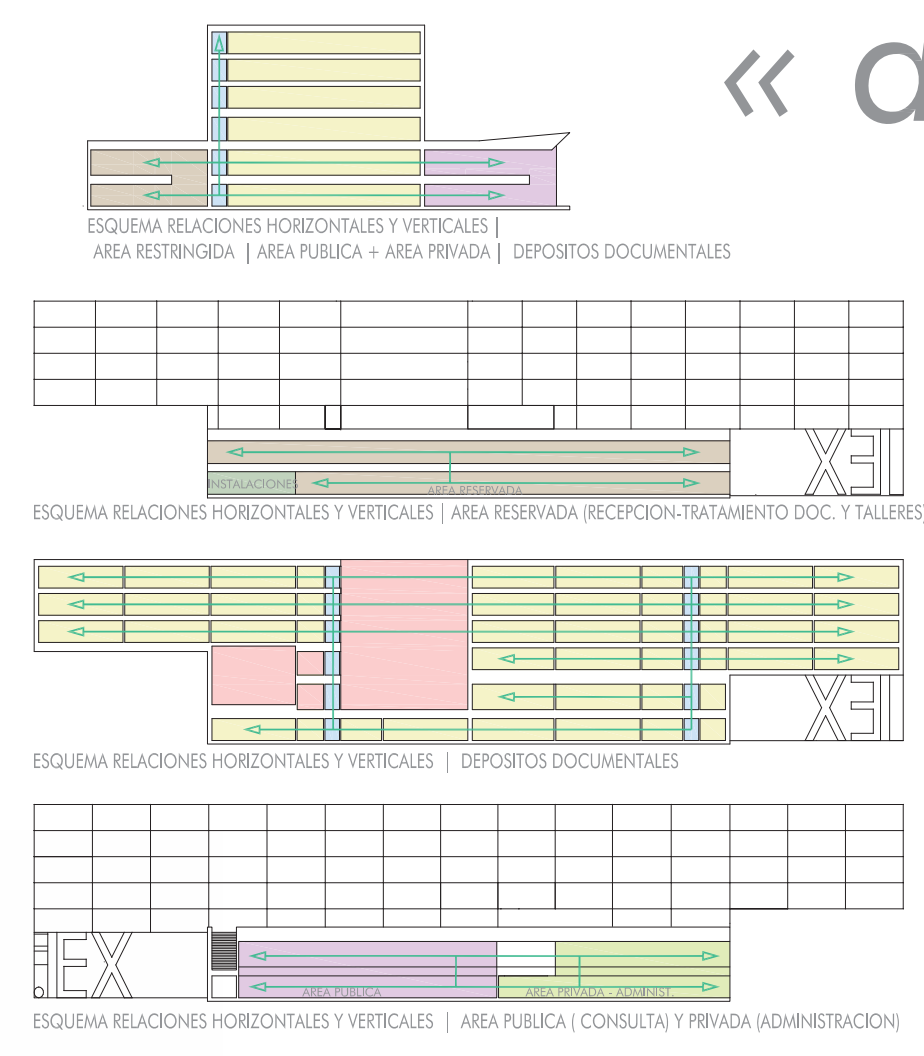 « a
ESQUEMA RELACIONES HORIZONTALES Y VERTICALES |
AREA RESTRINGIDA | AREA PUBLICA + AREA PRIVADA | DEPOSITOS DOCUMENTALES
INSTALACIONES
AREA RESERVADA
ESQUEMA RELACIONES HORIZONTALES Y VERTICALES | AREA RESERVADA (RECEPCION-TRATAMIENTO DOC. Y TALLERES)
ESQUEMA RELACIONES HORIZONTALES Y VERTICALES | DEPOSITOS DOCUMENTALES
EX
AREA PUBLICA
AREA PRIVADA - ADMINIST.
ESQUEMA RELACIONES HORIZONTALES Y VERTICALES | AREA PUBLICA ( CONSULTA) Y PRIVADA (ADMINISTRACION)